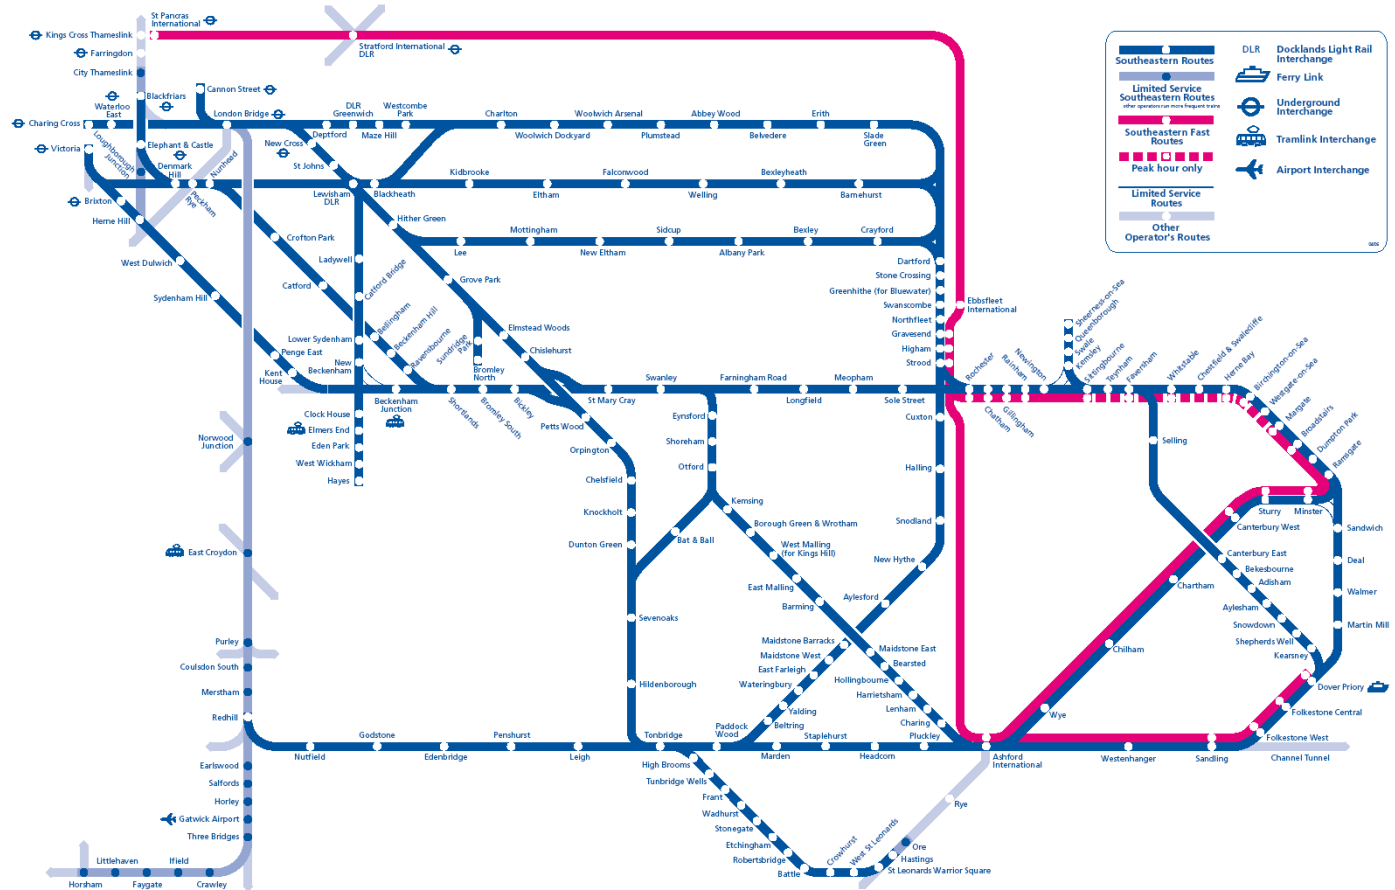 St Pancras
International
Kings Cross Thameslink
Farringdon
City Thameslink
Blackfriars
Waterloo
East
Charing Cross
Victoria
Cannon Street
London Bridge
Loughborough
Junction
Elephant & Castle
Denmark
Hill
Peckham
Rye
Nunhead
Brixton
Herne Hill
West Dulwich
Sydenham Hill
Penge East
Kent
House
Stratford International
DLR
Deptford
DLR
Greenwich
Maze Hill
Westcombe
Park
New Cross
St Johns
Lewisham
DLR
Blackheath
Charlton
Woolwich Dockyard
Woolwich Arsenal
Plumstead
Abbey Wood
Belvedere
Erith
Slade
Green
Kidbrooke
Eltham
Falconwood
Welling
Bexleyheath
Barnehurst
Hither Green
Lee
Mottingham
New Eltham
Sidcup
Albany Park
Bexley
Crayford
Crofton Park
Catford
Bellingham
Beckenham Hill
Ravensbourne
Ladywell
Catford Bridge
Lower Sydenham
New
Beckenham
Clock House
Elmers End
Eden Park
West Wickham
Hayes
Beckenham
Junction
Shortlands
Bromley South
Bickley
Grove Park
Sundridge
Park
Bromley
North
Elmstead Woods
Chislehurst
Petts Wood
Orpington
Chelsfield
Knockholt
Dunton Green
Sevenoaks
Hildenborough
Tonbridge
St Mary Cray
Swanley
Farningham Road
Longfield
Meopham
Sole Street
Eynsford
Shoreham
Otford
Bat & Ball
Kemsing
Borough Green & Wrotham
West Malling
(for Kings Hill)
East Malling
Barming
Maidstone East
Bearsted
Hollingbourne
Harrietsham
Lenham
Charing
Dartford
Stone Crossing
Greenhithe (for Bluewater)
Swanscombe
Northfleet
Gravesend
Higham
Strood
Ebbsfleet
International
Cuxton
Halling
Snodland
New Hythe
Aylesford
Maidstone Barracks
Maidstone West
East Farleigh
Wateringbury
Yalding
Beltring
Paddock
Wood
Marden
Staplehurst
Headcorn
Pluckley
Ashford
International
Rochester
Chatham
Gillingham
Rainham
Newington
Sheerness-on-Sea
Queenborough
Swale
Kemsley
Sittingbourne
Teynham
Faversham
Whitstable
Chestfield & Swalecliffe
Herne Bay
Birchington-on-Sea
Westgate-on-Sea
Margate
Broadstairs
Dumpton Park
Ramsgate
Selling
Canterbury East
Bekesbourne
Adisham
Aylesham
Snowdown
Shepherds Well
Kearsney
Dover Priory
Sturry
Minster
Canterbury West
Chartham
Chilham
Wye
Sandwich
Deal
Walmer
Martin Mill
Folkestone Central
Folkestone West
Channel Tunnel
Sandling
Westenhanger
Norwood
Junction
East Croydon
Purley
Coulsdon South
Merstham
Redhill
Nutfield
Godstone
Edenbridge
Penshurst
Leigh
Earlswood
Salfords
Horley
Gatwick Airport
Three Bridges
Horsham
Littlehaven
Faygate
Ifield
Crawley
High Brooms
Tunbridge Wells
Frant
Wadhurst
Stonegate
Etchingham
Robertsbridge
Battle
Crowhurst
West St Leonards
St Leonards Warrior Square
Hastings
Ore
Rye
Southeastern Routes
Limited Service
Southeastern Routes
other operators run more frequent trains
Southeastern Fast
Routes
Peak hour only
Limited Service
Routes
Other
Operator's Routes
DLR
Docklands Light Rail
Interchange
Ferry Link
Underground
Interchange
Tramlink Interchange
Airport Interchange